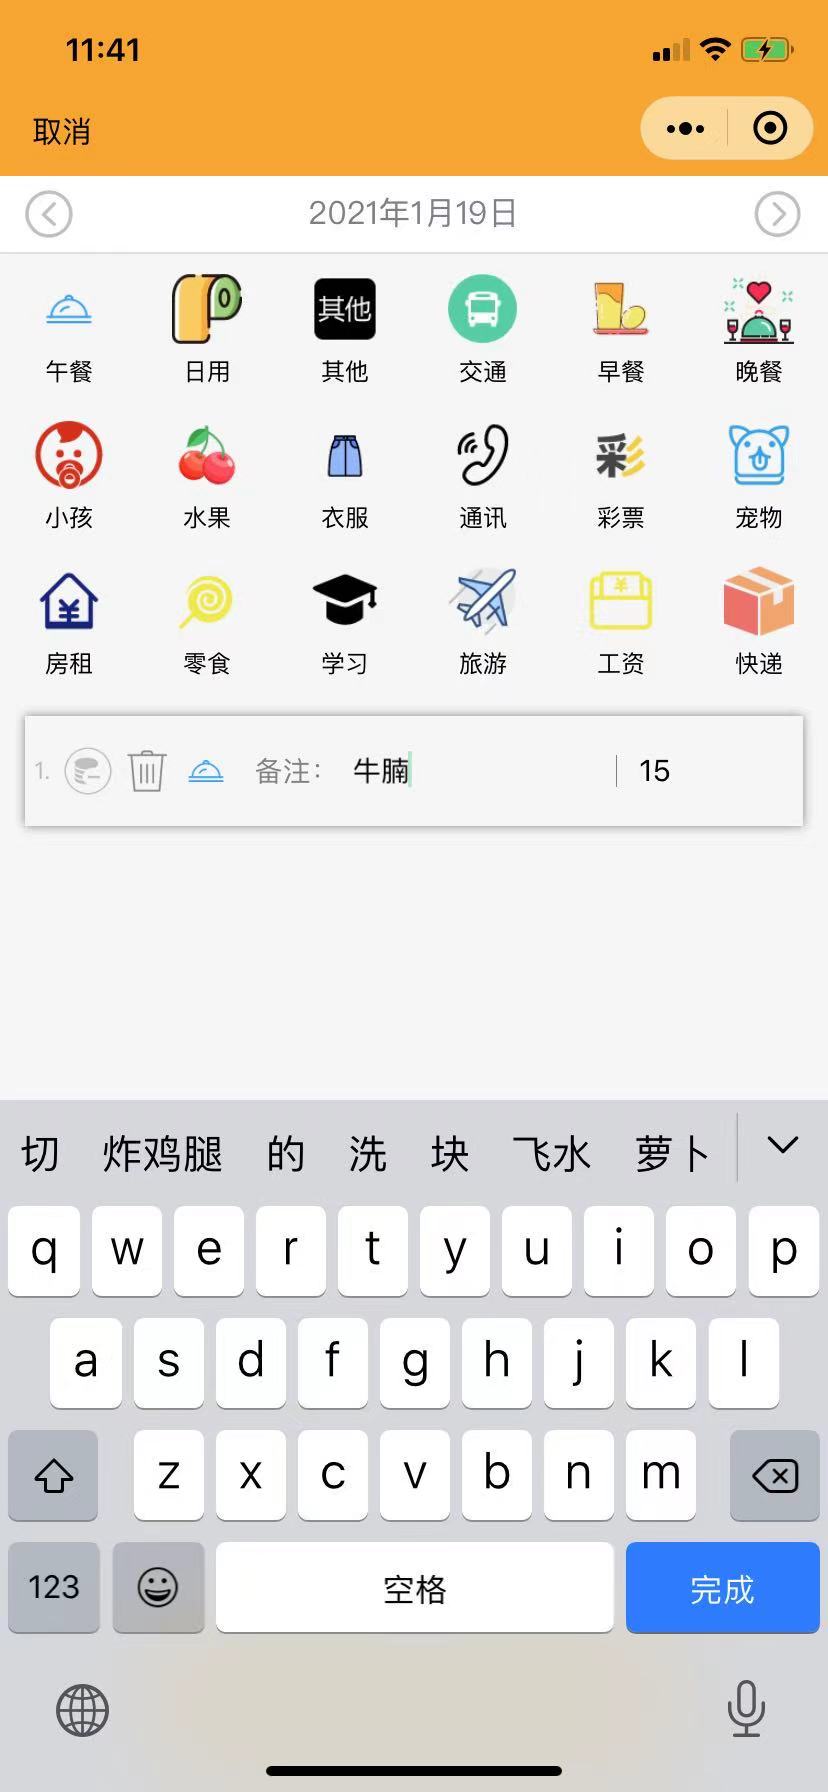 11:41
取消
2021年1月19日
其他
午餐 日用 其他 交通 早餐 晚餐
彩
小孩 水果 衣服 通讯 彩票 宠物
¥ ¥
房租 零食 学习 旅游 工资 快递
1. 备注： 牛腩 15
切 炸鸡腿 的 洗 块 飞水 萝卜
q w e r t y u i o p
a s d f g h j k l
z x c v b n m
123 空格 完成